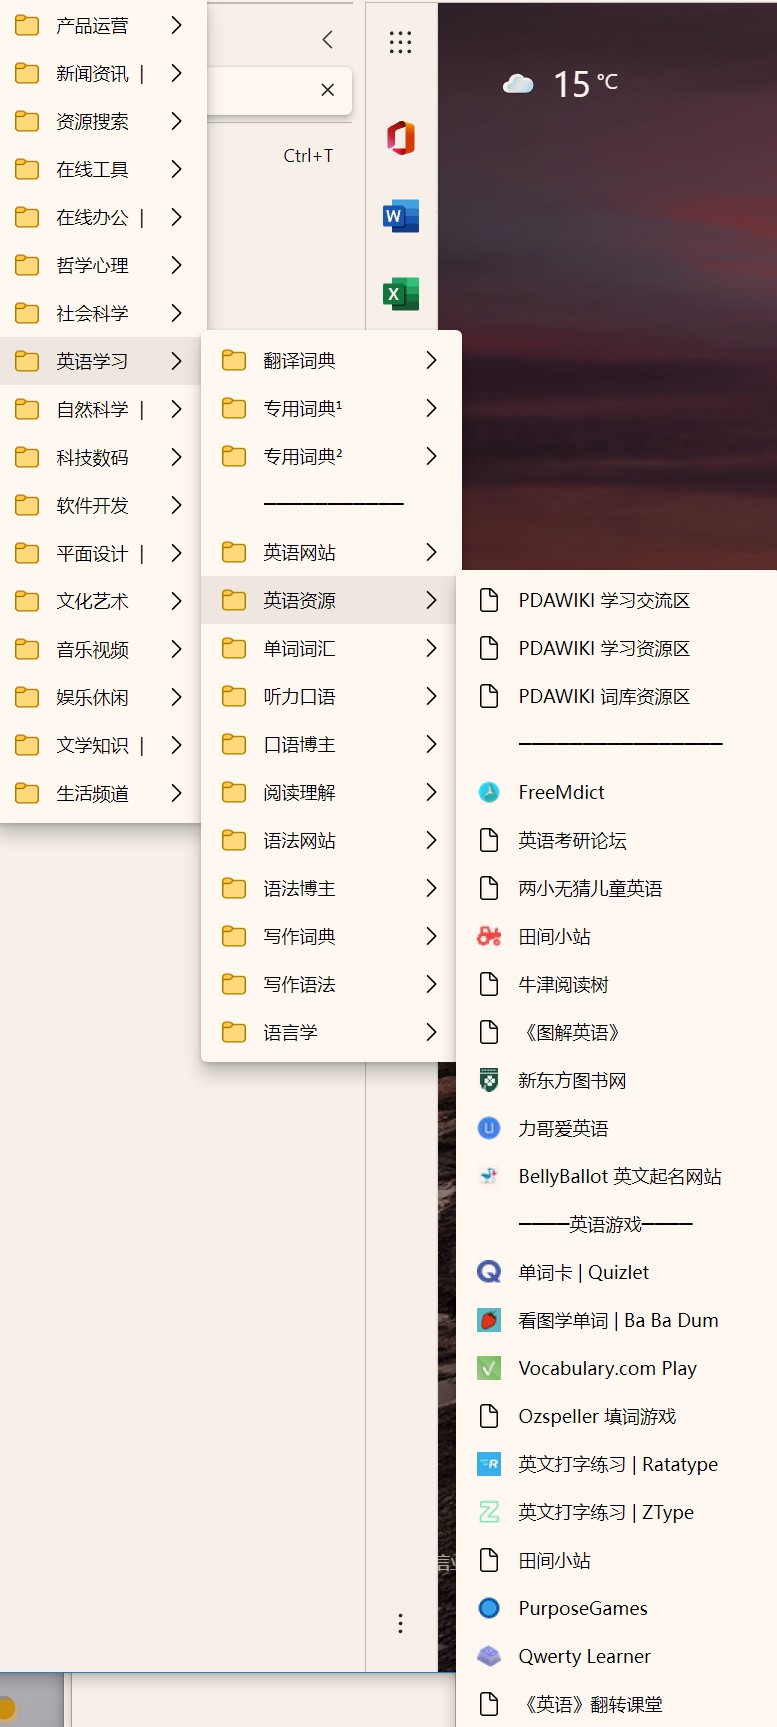 产品运营
新闻资讯 |
资源搜索
在线工具
在线办公 |
哲学心理
社会科学
英语学习
自然科学 |
科技数码
软件开发
平面设计 |
文化艺术
音乐视频
娱乐休闲
文学知识 |
生活频道
Ctrl+T
15 °C
翻译词典
专用词典¹
专用词典²
———————————
英语网站
英语资源
单词词汇
听力口语
口语博主
阅读理解
语法网站
语法博主
写作词典
写作语法
语言学
PDAWIKI 学习交流区
PDAWIKI 学习资源区
PDAWIKI 词库资源区
————————————————
FreeMdict
英语考研论坛
两小无猜儿童英语
田间小站
牛津阅读树
《图解英语》
新东方图书网
力哥爱英语
BellyBallot 英文起名网站
————英语游戏————
单词卡 | Quizlet
看图学单词 | Ba Ba Dum
Vocabulary.com Play
Ozspeller 填词游戏
英文打字练习 | Ratatype
英文打字练习 | ZType
田间小站
PurposeGames
Qwerty Learner
《英语》翻转课堂